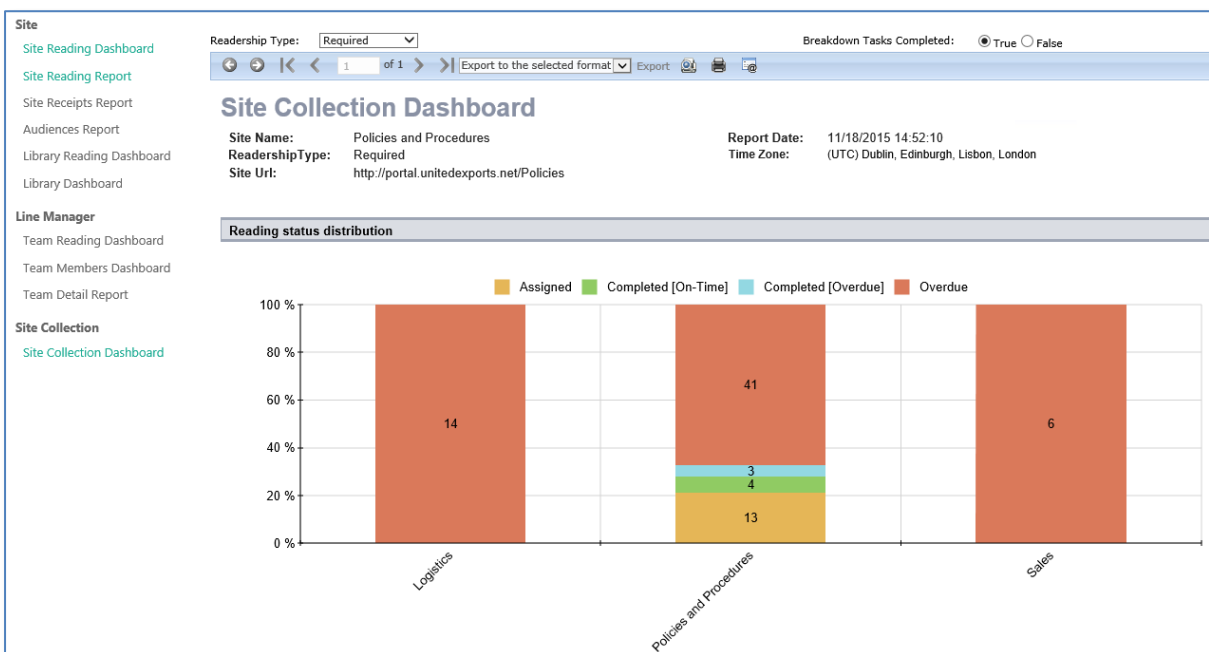 Site
Site Reading Dashboard
Site Reading Report
Site Receipts Report
Audiences Report
Library Reading Dashboard
Library Dashboard
Line Manager
Team Reading Dashboard
Team Members Dashboard
Team Detail Report
Site Collection
Site Collection Dashboard
Readership Type: Required Breakdown Tasks Completed: True False
1 of 1 Export to the selected format Export
Site Collection Dashboard
Site Name: Policies and Procedures Report Date: 11/18/2015 14:52:10
ReadershipType: Required Time Zone: (UTC) Dublin, Edinburgh, Lisbon, London
Site Url: http://portal.unitedexports.net/Policies
Reading status distribution
Assigned Completed [On-Time] Completed [Overdue] Overdue
100 %
80 %
41
60 %
14 6
40 %
3
4
20 %
13
0 %
Logistics Policies and Procedures Sales